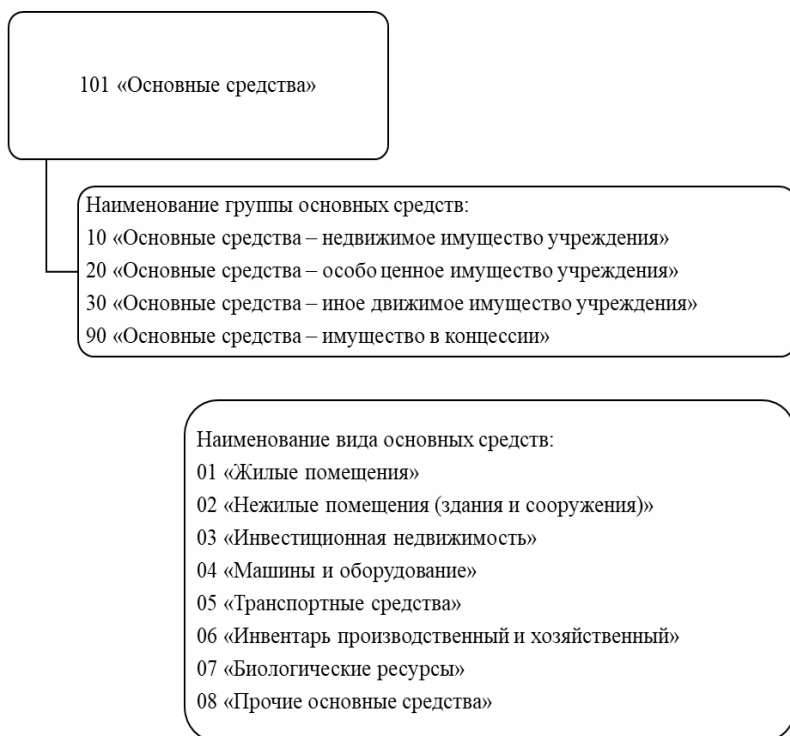 101 «Основные средства»
Наименование группы основных средств:
10 «Основные средства – недвижимое имущество учреждения»
20 «Основные средства – особо ценное имущество учреждения»
30 «Основные средства – иное движимое имущество учреждения»
90 «Основные средства – имущество в концессии»
Наименование вида основных средств:
01 «Жилые помещения»
02 «Нежилые помещения (здания и сооружения)»
03 «Инвестиционная недвижимость»
04 «Машины и оборудование»
05 «Транспортные средства»
06 «Инвентарь производственный и хозяйственный»
07 «Биологические ресурсы»
08 «Прочие основные средства»